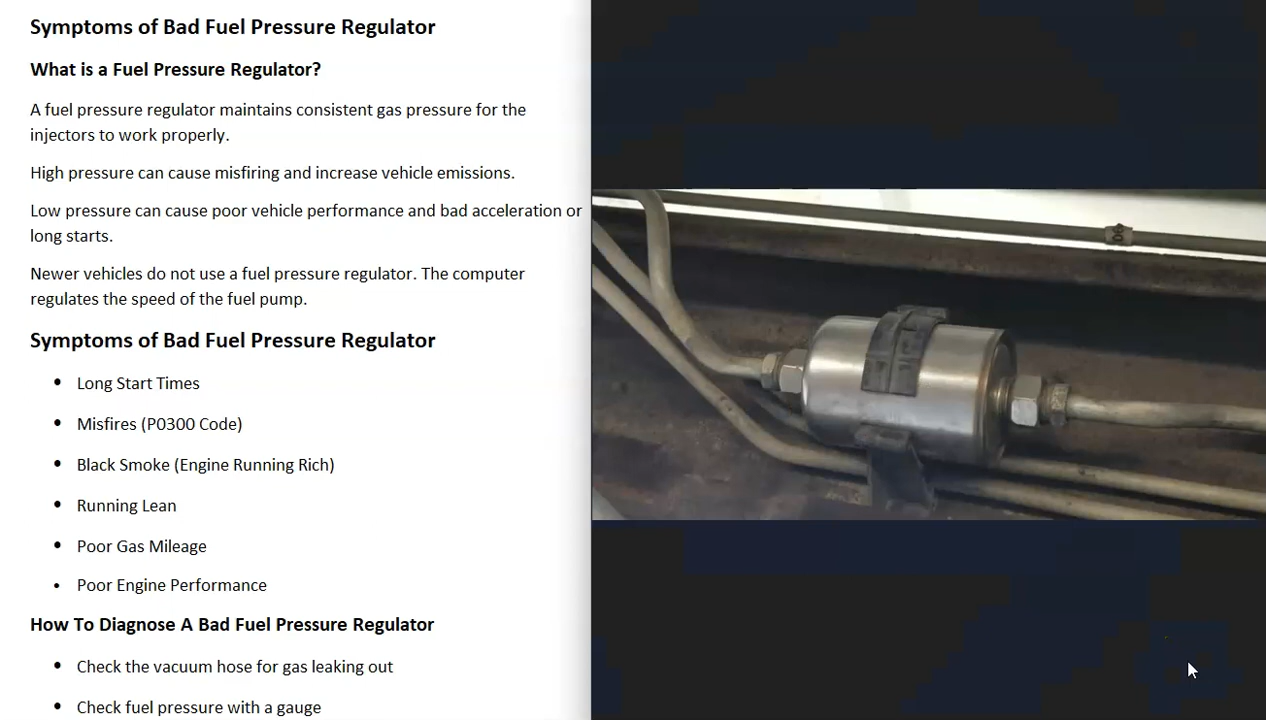 Symptoms of Bad Fuel Pressure Regulator
What is a Fuel Pressure Regulator?
A fuel pressure regulator maintains consistent gas pressure for the
injectors to work properly.
High pressure can cause misfiring and increase vehicle emissions.
Low pressure can cause poor vehicle performance and bad acceleration or
long starts.
Newer vehicles do not use a fuel pressure regulator. The computer
regulates the speed of the fuel pump.
Symptoms of Bad Fuel Pressure Regulator
• Long Start Times
• Misfires (P0300 Code)
• Black Smoke (Engine Running Rich)
• Running Lean
• Poor Gas Mileage
• Poor Engine Performance
How To Diagnose A Bad Fuel Pressure Regulator
• Check the vacuum hose for gas leaking out
• Check fuel pressure with a gauge